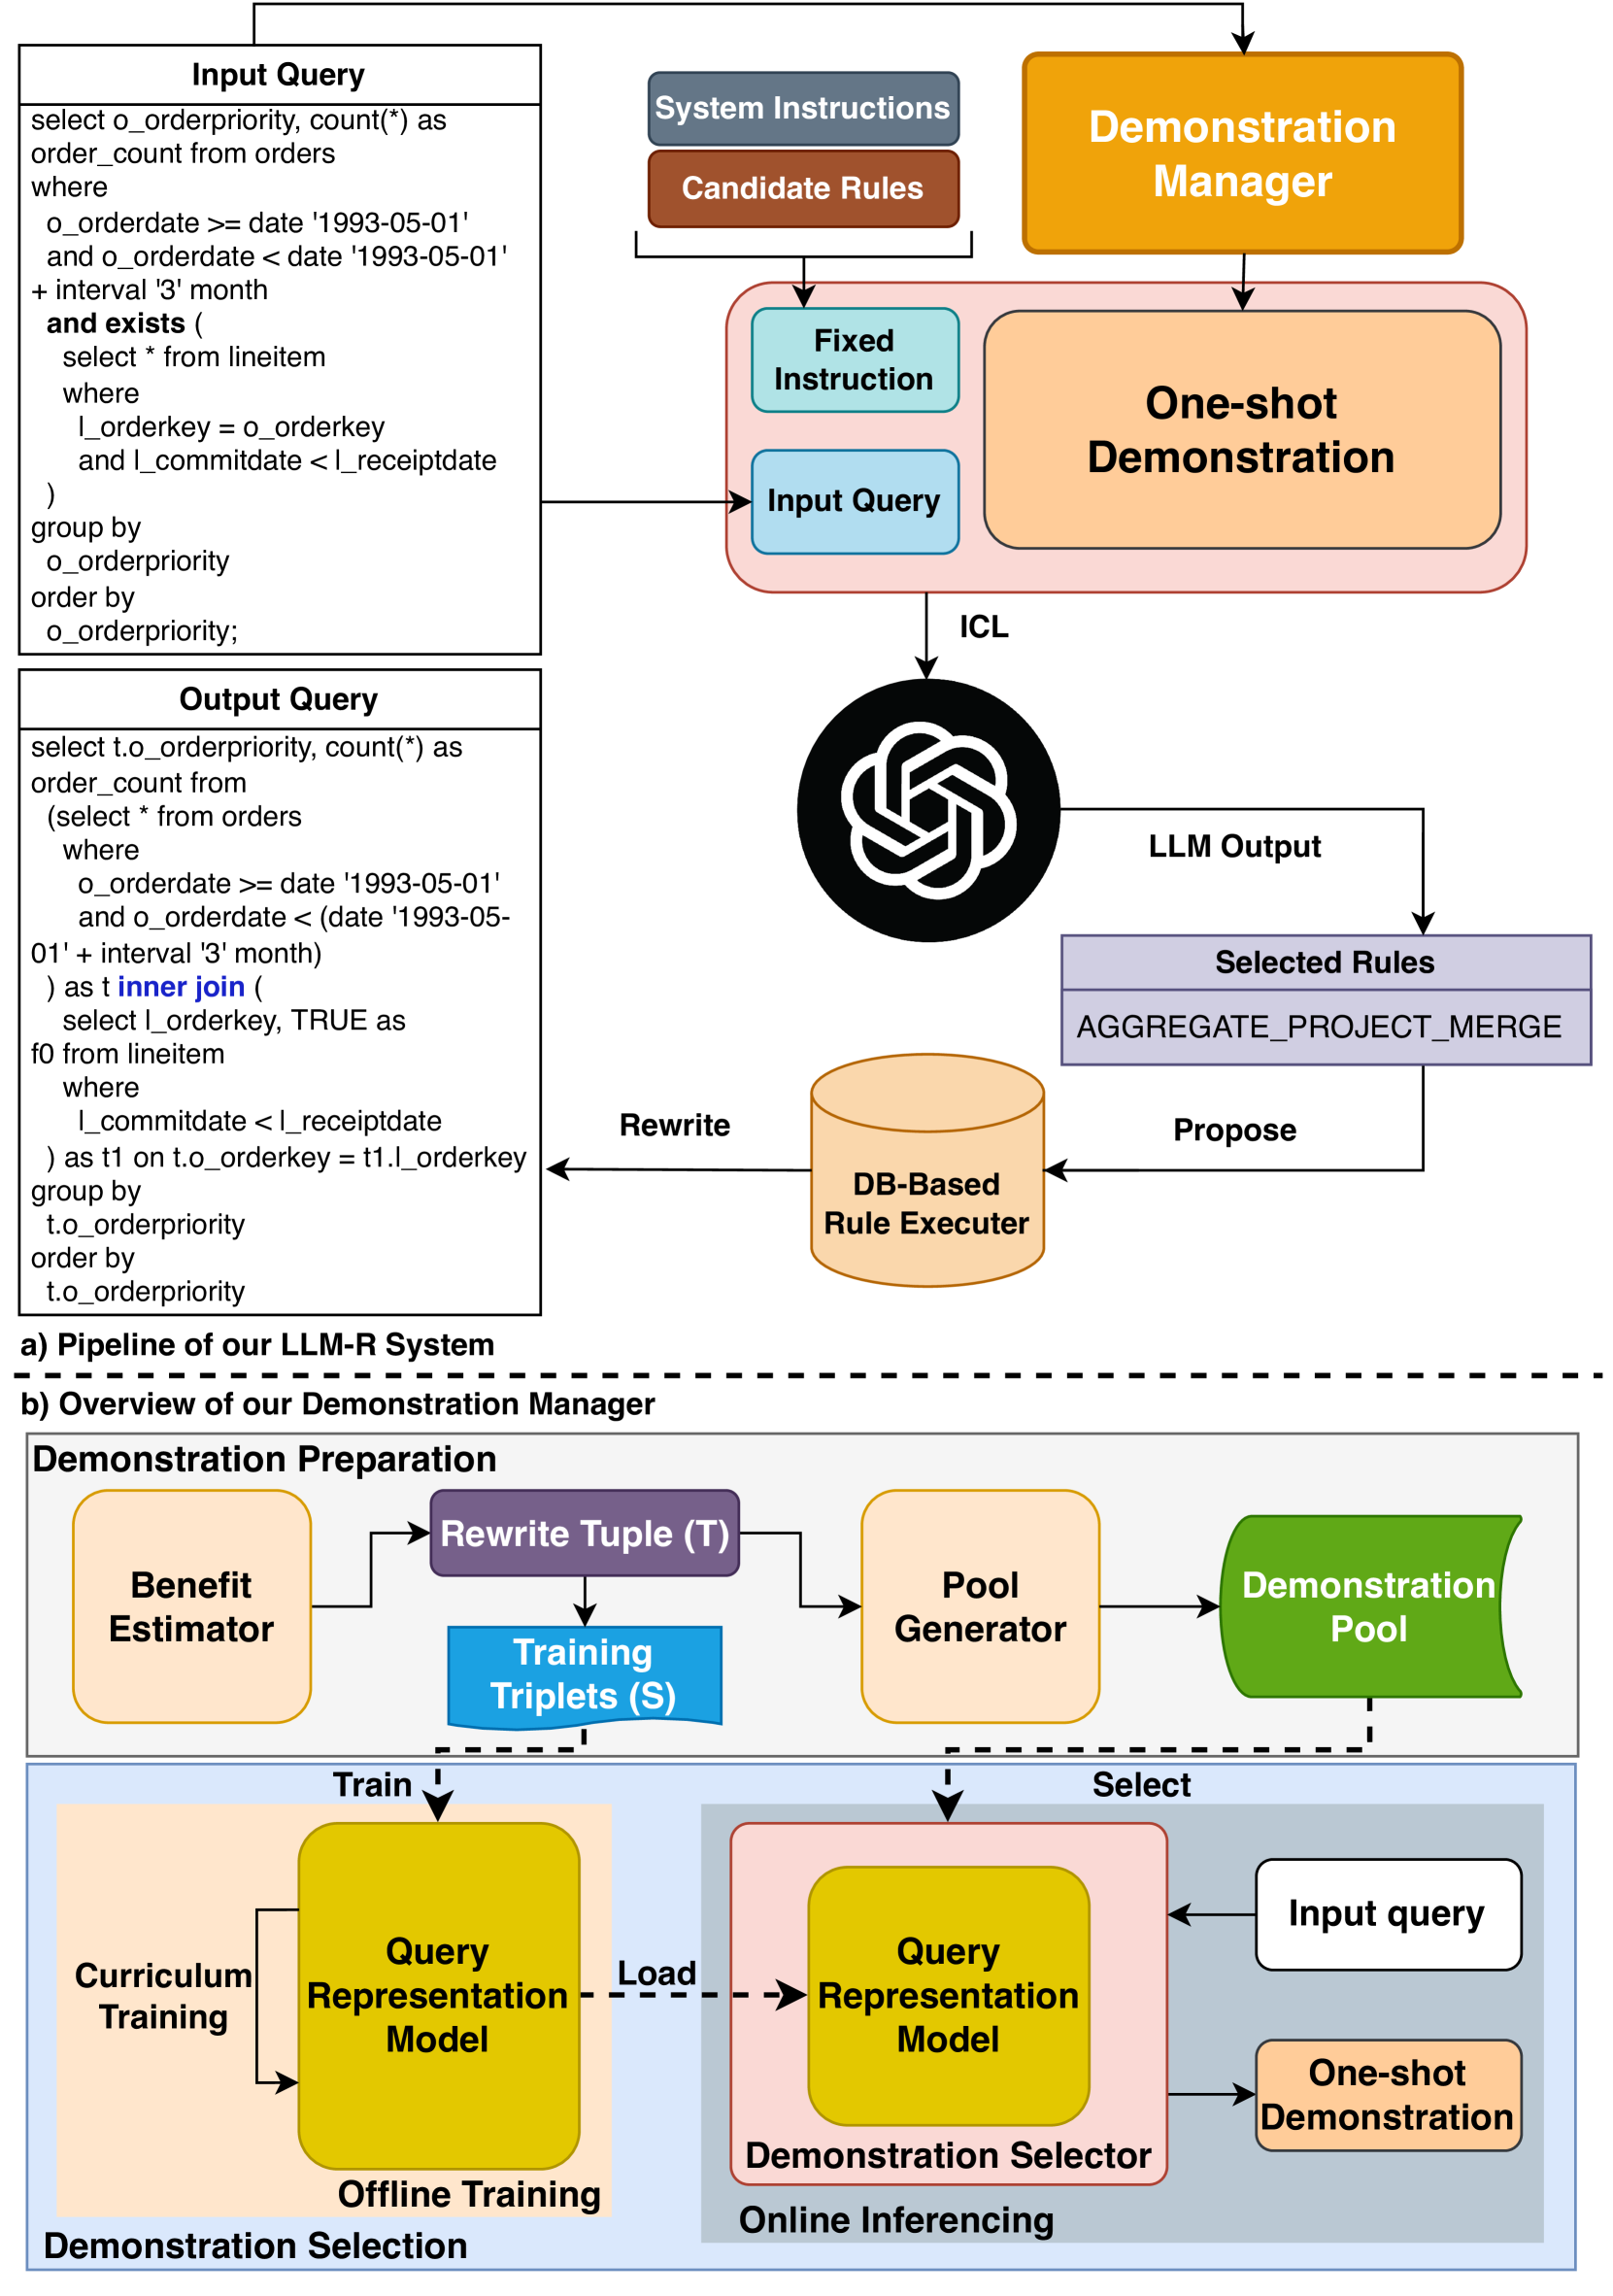 Input Query
select o_orderpriority, count(*) as
order_count from orders
where
o_orderdate >= date '1993-05-01'
and o_orderdate < date '1993-05-01'
+ interval '3' month
and exists (
select * from lineitem
where
l_orderkey = o_orderkey
and l_commitdate < l_receiptdate
)
group by
o_orderpriority
order by
o_orderpriority;
System Instructions
Candidate Rules
Demonstration
Manager
Fixed
Instruction
Input Query
One-shot
Demonstration
ICL
Output Query
select t.o_orderpriority, count(*) as
order_count from
(select * from orders
where
o_orderdate >= date '1993-05-01'
and o_orderdate < (date '1993-05-
01' + interval '3' month)
) as t inner join (
select l_orderkey, TRUE as
f0 from lineitem
where
l_commitdate < l_receiptdate
) as t1 on t.o_orderkey = t1.l_orderkey
group by
t.o_orderpriority
order by
t.o_orderpriority
LLM Output
Selected Rules
AGGREGATE_PROJECT_MERGE
Propose
DB-Based
Rule Executer
Rewrite
a) Pipeline of our LLM-R System
b) Overview of our Demonstration Manager
Demonstration Preparation
Benefit
Estimator
Rewrite Tuple (T)
Training
Triplets (S)
Pool
Generator
Demonstration
Pool
Train
Select
Curriculum
Training
Query
Representation
Model
Load
Query
Representation
Model
Input query
One-shot
Demonstration
Demonstration Selector
Offline Training
Online Inferencing
Demonstration Selection